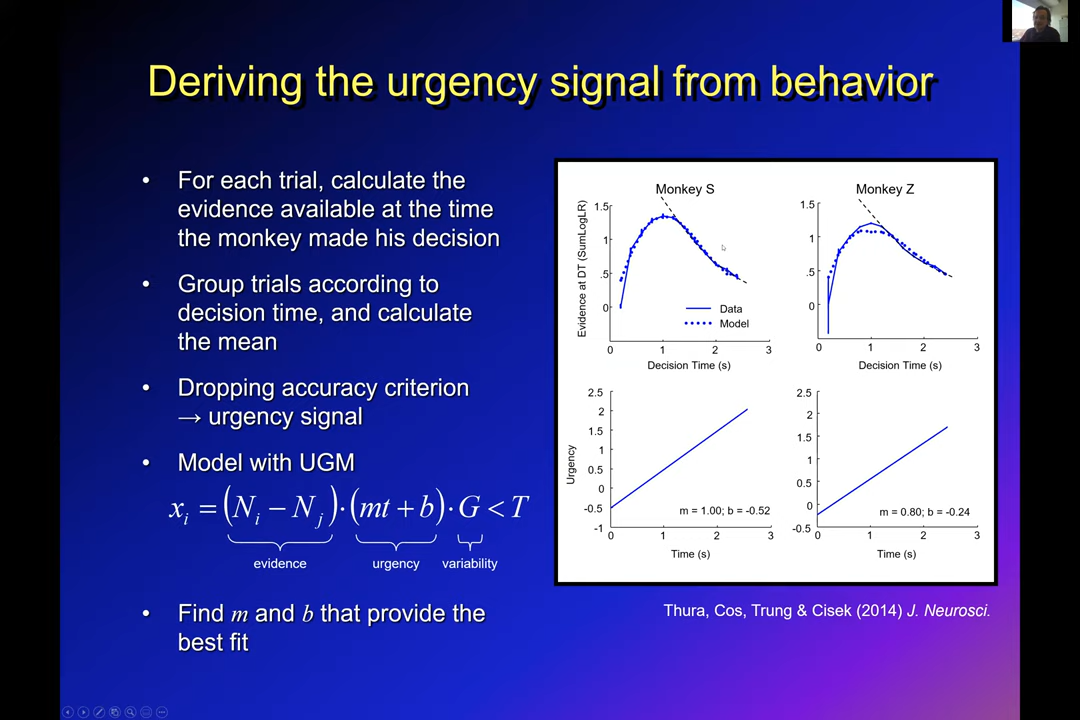 Deriving the urgency signal from behavior
• For each trial, calculate the
evidence available at the time
the monkey made his decision
• Group trials according to
decision time, and calculate
the mean
• Dropping accuracy criterion
→ urgency signal
• Model with UGM
x_i = (N_i − N_j) · (mt + b) · G < T
evidence urgency variability
• Find m and b that provide the
best fit
Monkey S
Evidence at DT (SumLogLR)
1.5
1
.5
0
Data
Model
0 1 2 3
Decision Time (s)
Monkey Z
1.5
1
.5
0
0 1 2 3
Decision Time (s)
Urgency
2.5
2
1.5
1
0.5
0
-0.5
-1
m = 1.00; b = -0.52
0 1 2 3
Time (s)
2.5
2
1.5
1
0.5
0
-0.5
m = 0.80; b = -0.24
0 1 2 3
Time (s)
Thura, Cos, Trung & Cisek (2014) J. Neurosci.